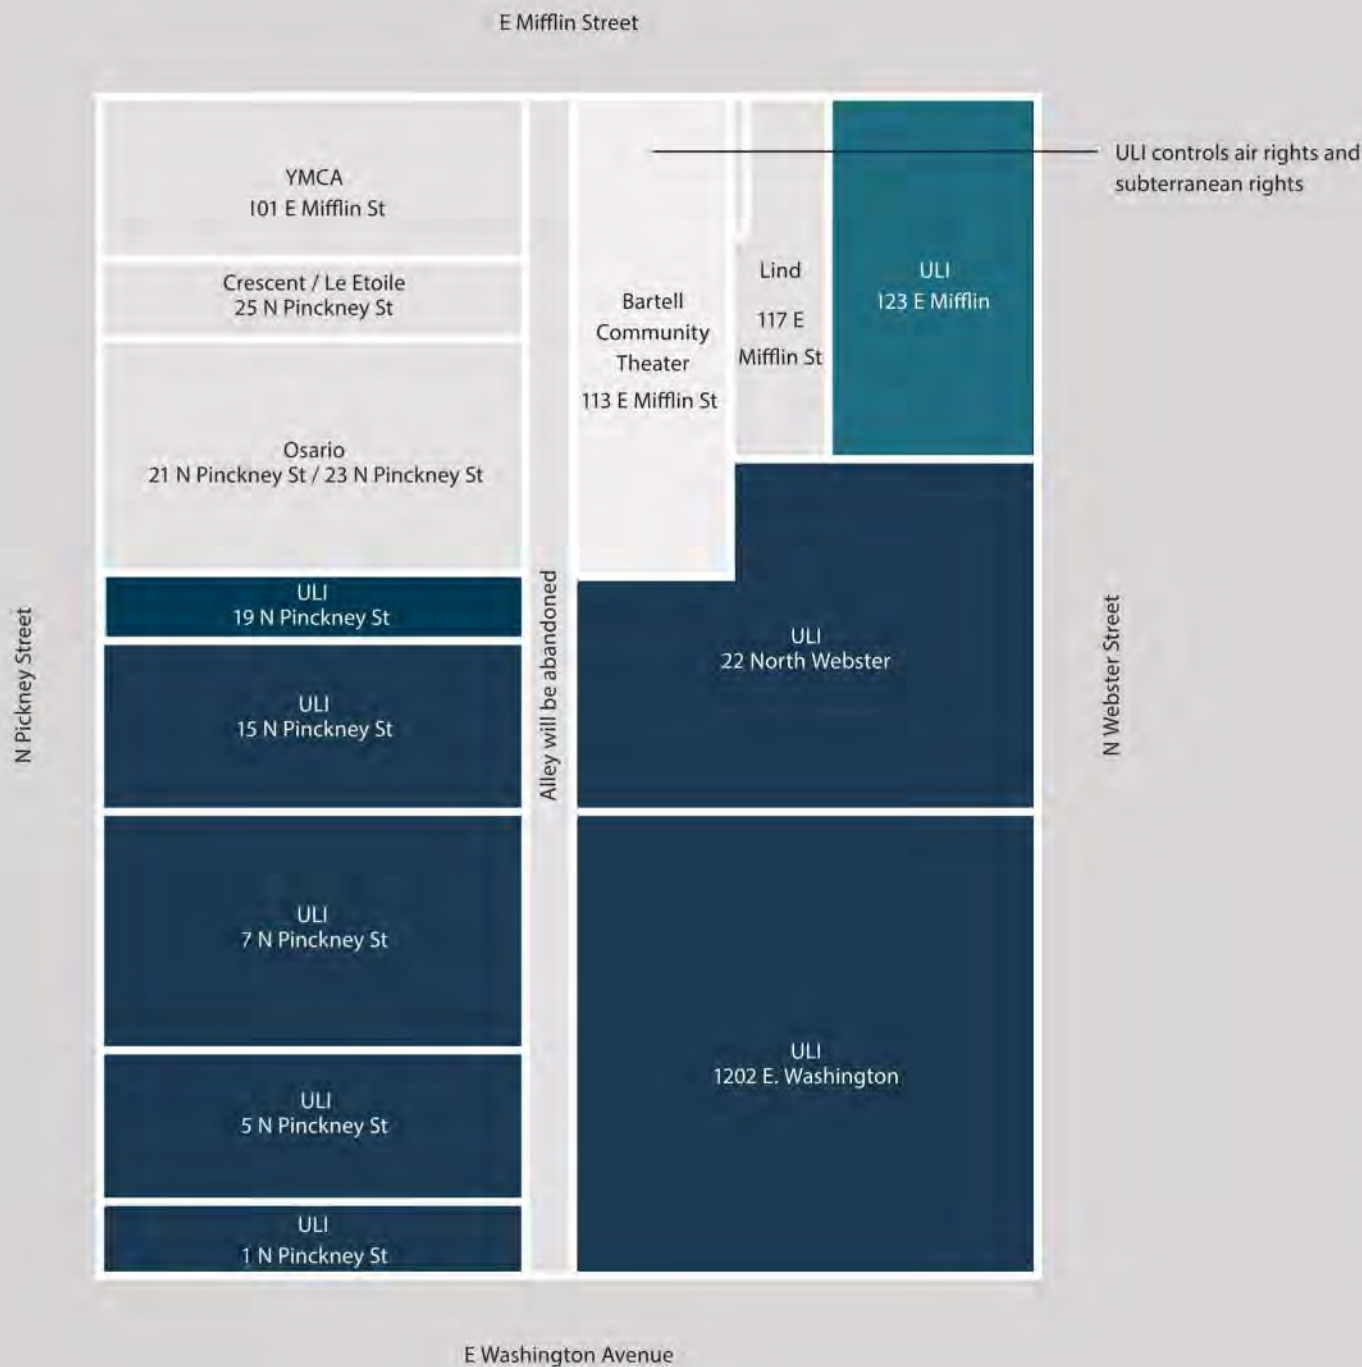 E Mifflin Street
YMCA
101 E Mifflin St
Crescent / Le Etoile
25 N Pinckney St
Osario
21 N Pinckney St / 23 N Pinckney St
ULI
19 N Pinckney St
ULI
15 N Pinckney St
ULI
7 N Pinckney St
ULI
5 N Pinckney St
ULI
1 N Pinckney St
N Pickney Street
Alley will be abandoned
Bartell
Community
Theater
113 E Mifflin St
Lind
117 E
Mifflin St
ULI
123 E Mifflin
ULI controls air rights and
subterranean rights
ULI
22 North Webster
ULI
1202 E. Washington
N Webster Street
E Washington Avenue